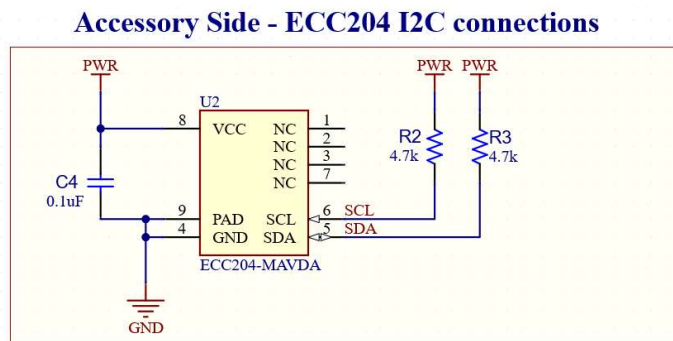 Accessory Side - ECC204 I2C connections
PWR
PWR PWR
U2
8 VCC NC 1
NC 2
NC 3
NC 7
R2 4.7k
R3 4.7k
C4
0.1uF
9 PAD SCL 6 SCL
4 GND SDA 5 SDA
ECC204-MAVDA
GND